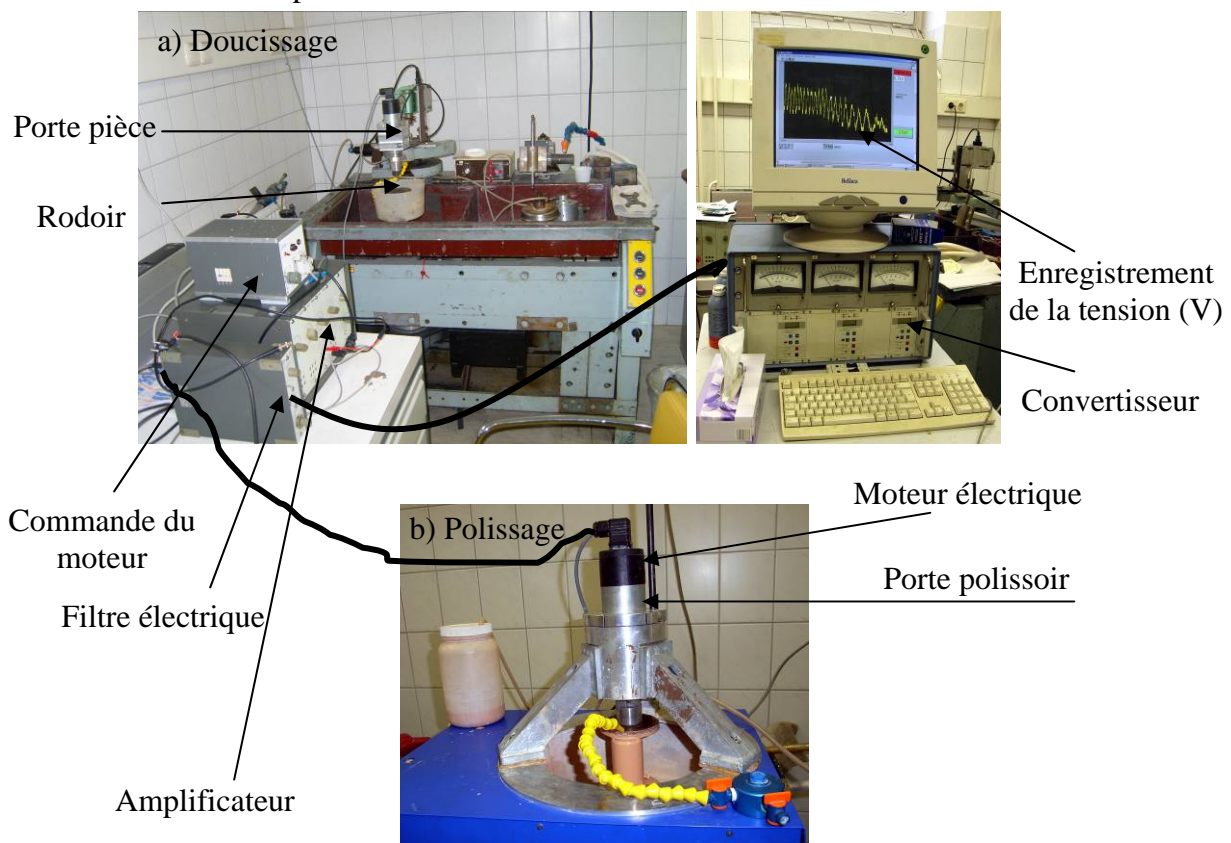 a) Doucissage
Porte pièce
Rodoir
Enregistrement
de la tension (V)
Convertisseur
Commande du
moteur
Filtre électrique
Amplificateur
b) Polissage
Moteur électrique
Porte polissoir